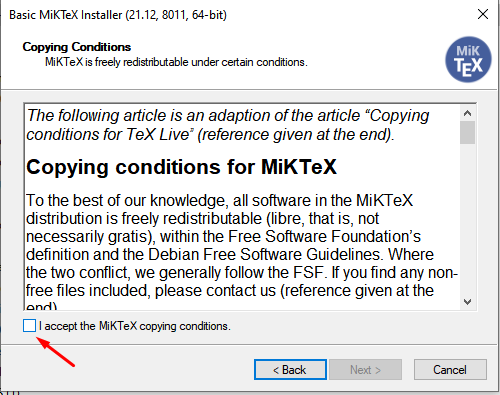 Basic MiKTeX Installer (21.12, 8011, 64-bit)
Copying Conditions
MiKTeX is freely redistributable under certain conditions.
MiK
TEX
The following article is an adaption of the article “Copying
conditions for TeX Live” (reference given at the end).
Copying conditions for MiKTeX
To the best of our knowledge, all software in the MiKTeX
distribution is freely redistributable (libre, that is, not
necessarily gratis), within the Free Software Foundation’s
definition and the Debian Free Software Guidelines. Where
the two conflict, we generally follow the FSF. If you find any non-
free files included, please contact us (reference given at the
end)
I accept the MiKTeX copying conditions.
< Back
Next >
Cancel